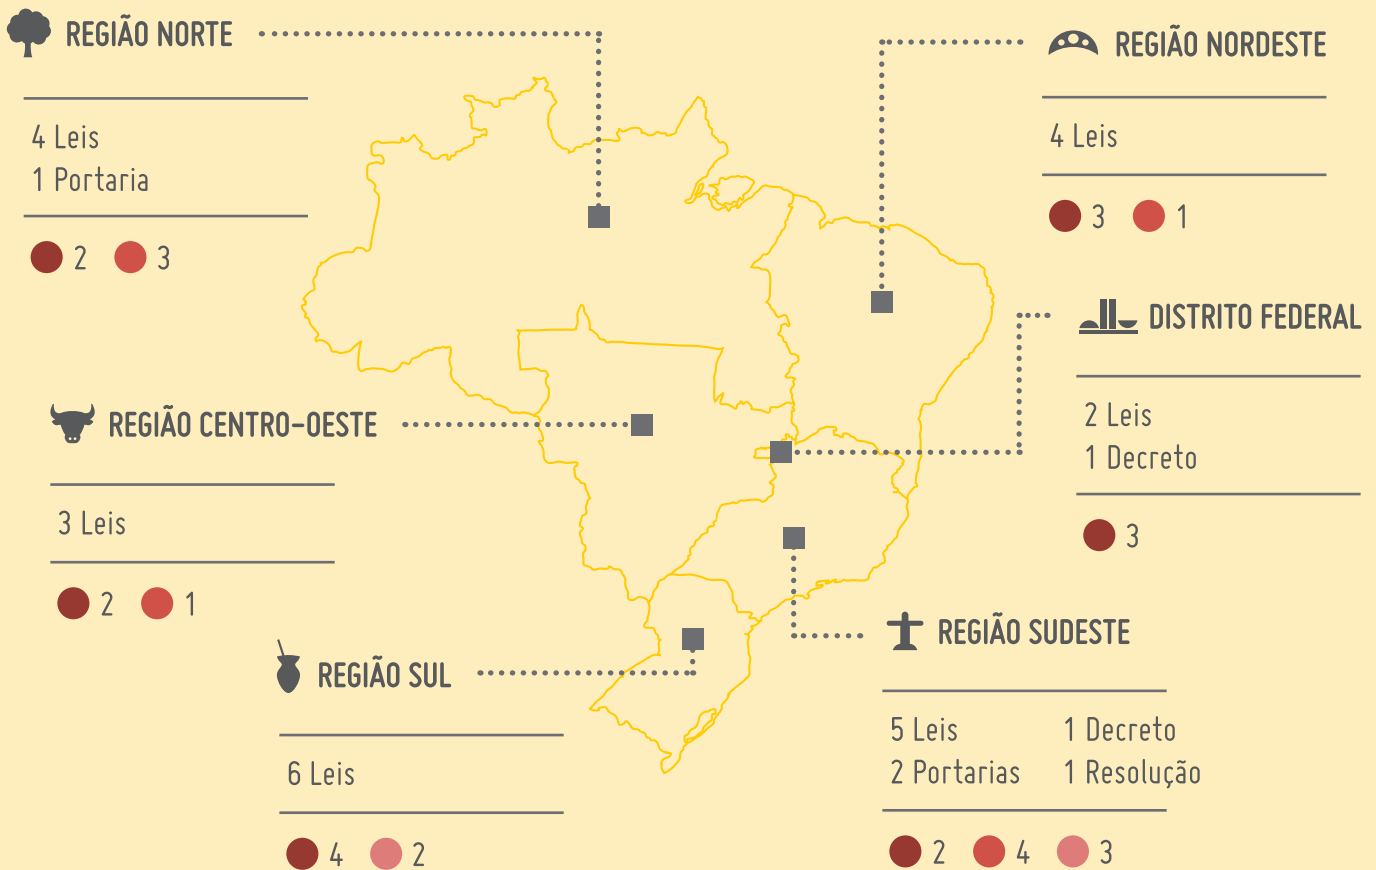 REGIÃO NORTE
4 Leis
1 Portaria
2 3
REGIÃO NORDESTE
4 Leis
3 1
DISTRITO FEDERAL
2 Leis
1 Decreto
3
REGIÃO CENTRO-OESTE
3 Leis
2 1
REGIÃO SUL
6 Leis
4 2
REGIÃO SUDESTE
5 Leis 1 Decreto
2 Portarias 1 Resolução
2 4 3